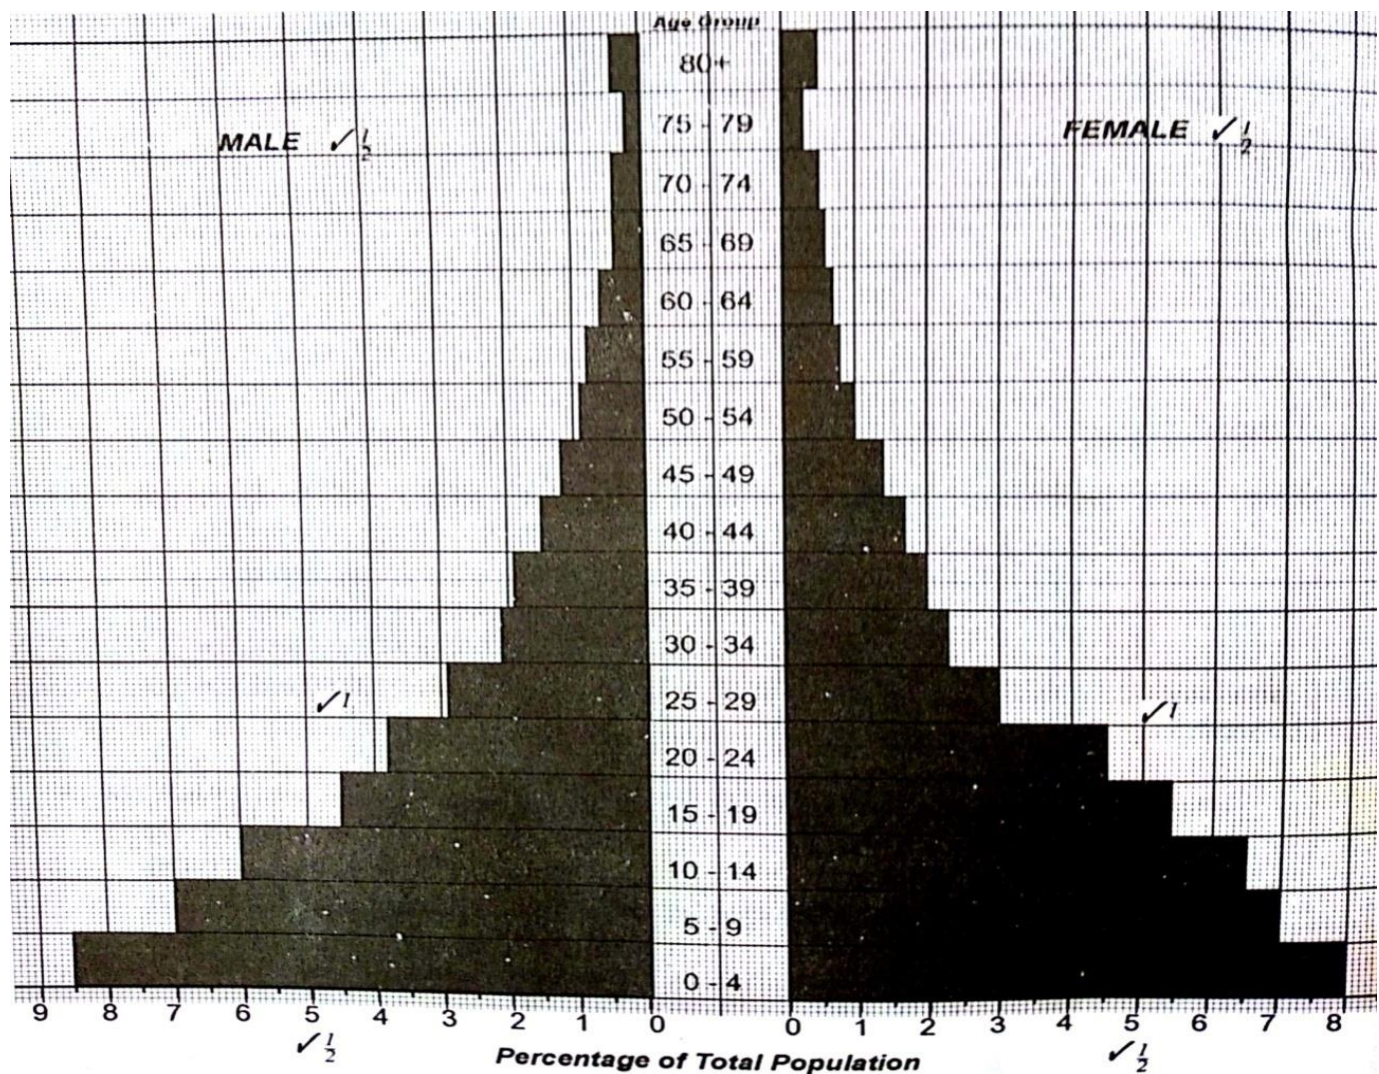 Age Group
80+
MALE ✓ 1/2
75 - 79
FEMALE ✓ 1/2
70 - 74
65 - 69
60 - 64
55 - 59
50 - 54
45 - 49
40 - 44
35 - 39
30 - 34
✓1
25 - 29
✓1
20 - 24
15 - 19
10 - 14
5 - 9
0 - 4
9 8 7 6 5 4 3 2 1 0 0 1 2 3 4 5 6 7 8
✓ 1/2
Percentage of Total Population
✓ 1/2